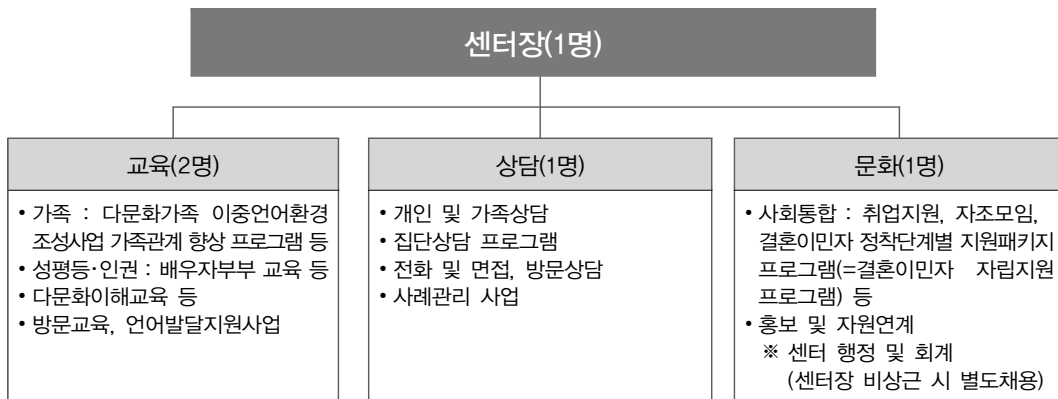 센터장(1명)
교육(2명)
• 가족 : 다문화가족 이중언어환경
조성사업 가족관계 향상 프로그램 등
• 성평등·인권 : 배우자부부 교육 등
• 다문화이해교육 등
• 방문교육, 언어발달지원사업
상담(1명)
• 개인 및 가족상담
• 집단상담 프로그램
• 전화 및 면접, 방문상담
• 사례관리 사업
문화(1명)
• 사회통합 : 취업지원, 자조모임,
결혼이민자 정착단계별 지원패키지
프로그램(=결혼이민자 자립지원
프로그램) 등
• 홍보 및 자원연계
※ 센터 행정 및 회계
(센터장 비상근 시 별도채용)